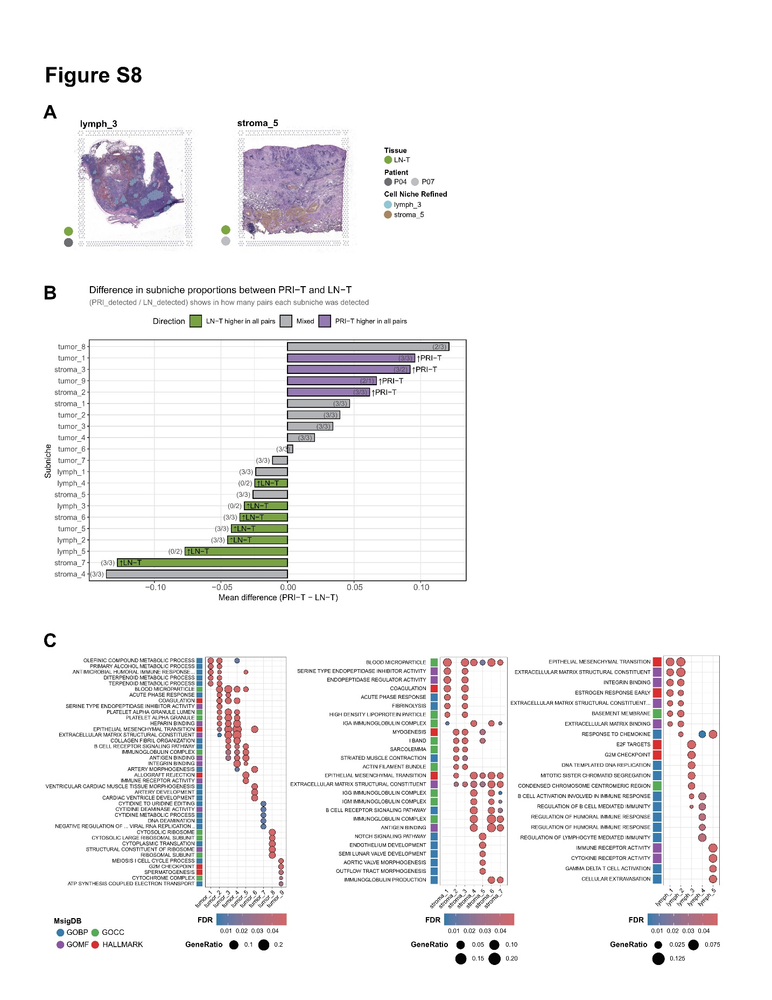 Figure S8
A
lymph_3
stroma_5
Tissue
LN-T
Patient
P04 P07
Cell Niche Refined
lymph_3
stroma_5
B
Difference in subniche proportions between PRI−T and LN−T
(PRI_detected / LN_detected) shows in how many pairs each subniche was detected
Direction LN−T higher in all pairs Mixed PRI−T higher in all pairs
Subniche
tumor_8 (2/3)
tumor_1 (3/3) ↑PRI−T
stroma_3 (3/2) ↑PRI−T
tumor_9 (2/1) ↑PRI−T
stroma_2 (3/3) ↑PRI−T
stroma_1 (3/3)
tumor_2 (3/3)
tumor_3 (3/3)
tumor_4 (3/3)
tumor_6 (3/3)
tumor_7 (3/3)
lymph_1 (3/3)
lymph_4 (0/2) ↑LN−T
stroma_5 (3/3)
lymph_3 (0/2) ↑LN−T
stroma_6 (3/3) ↑LN−T
tumor_5 (3/3) ↑LN−T
lymph_2 (3/3) ↑LN−T
lymph_5 (0/2) ↑LN−T
stroma_7 (3/3) ↑LN−T
stroma_4 (3/3)
−0.10 −0.05 0.00 0.05 0.10
Mean difference (PRI−T − LN−T)
C
OLEFINIC COMPOUND METABOLIC PROCESS
PRIMARY ALCOHOL METABOLIC PROCESS
ANTIMICROBIAL HUMORAL IMMUNE RESPONSE...
DITERPENOID METABOLIC PROCESS
TERPENOID METABOLIC PROCESS
BLOOD MICROPARTICLE
ACUTE PHASE RESPONSE
COAGULATION
SERINE TYPE ENDOPEPTIDASE INHIBITOR ACTIVITY
PLATELET ALPHA GRANULE LUMEN
PLATELET ALPHA GRANULE
HEPARIN BINDING
EPITHELIAL MESENCHYMAL TRANSITION
EXTRACELLULAR MATRIX STRUCTURAL CONSTITUENT
COLLAGEN FIBRIL ORGANIZATION
B CELL RECEPTOR SIGNALING PATHWAY
IMMUNOGLOBULIN COMPLEX
ANTIGEN BINDING
INTEGRIN BINDING
ARTERY MORPHOGENESIS
ALLOGRAFT REJECTION
IMMUNE RECEPTOR ACTIVITY
VENTRICULAR CARDIAC MUSCLE TISSUE MORPHOGENESIS
ARTERY DEVELOPMENT
CARDIAC VENTRICLE DEVELOPMENT
CYTIDINE TO URIDINE EDITING
CYTIDINE DEAMINASE ACTIVITY
CYTIDINE METABOLIC PROCESS
DNA DEAMINATION
NEGATIVE REGULATION OF ... VIRAL RNA REPLICATION...
CYTOSOLIC RIBOSOME
CYTOSOLIC LARGE RIBOSOMAL SUBUNIT
CYTOPLASMIC TRANSLATION
STRUCTURAL CONSTITUENT OF RIBOSOME
RIBOSOMAL SUBUNIT
MEIOSIS I CELL CYCLE PROCESS
G2M CHECKPOINT
SPERMATOGENESIS
CYTOCHROME COMPLEX
ATP SYNTHESIS COUPLED ELECTRON TRANSPORT
tumor_1 tumor_2 tumor_3 tumor_4 tumor_5 tumor_6 tumor_7 tumor_8 tumor_9
BLOOD MICROPARTICLE
SERINE TYPE ENDOPEPTIDASE INHIBITOR ACTIVITY
ENDOPEPTIDASE REGULATOR ACTIVITY
COAGULATION
ACUTE PHASE RESPONSE
FIBRINOLYSIS
HIGH DENSITY LIPOPROTEIN PARTICLE
IGA IMMUNOGLOBULIN COMPLEX
MYOGENESIS
I BAND
SARCOLEMMA
STRIATED MUSCLE CONTRACTION
ACTIN FILAMENT BUNDLE
EPITHELIAL MESENCHYMAL TRANSITION
EXTRACELLULAR MATRIX STRUCTURAL CONSTITUENT
IGG IMMUNOGLOBULIN COMPLEX
IGM IMMUNOGLOBULIN COMPLEX
B CELL RECEPTOR SIGNALING PATHWAY
IMMUNOGLOBULIN COMPLEX
ANTIGEN BINDING
NOTCH SIGNALING PATHWAY
ENDOTHELIUM DEVELOPMENT
SEMI LUNAR VALVE DEVELOPMENT
AORTIC VALVE MORPHOGENESIS
OUTFLOW TRACT MORPHOGENESIS
IMMUNOGLOBULIN PRODUCTION
stroma_1 stroma_2 stroma_3 stroma_4 stroma_5 stroma_6 stroma_7
EPITHELIAL MESENCHYMAL TRANSITION
EXTRACELLULAR MATRIX STRUCTURAL CONSTITUENT
INTEGRIN BINDING
ESTROGEN RESPONSE EARLY
EXTRACELLULAR MATRIX STRUCTURAL CONSTITUENT...
BASEMENT MEMBRANE
EXTRACELLULAR MATRIX BINDING
RESPONSE TO CHEMOKINE
E2F TARGETS
G2M CHECKPOINT
DNA TEMPLATED DNA REPLICATION
MITOTIC SISTER CHROMATID SEGREGATION
CONDENSED CHROMOSOME CENTROMERIC REGION
B CELL ACTIVATION INVOLVED IN IMMUNE RESPONSE
REGULATION OF B CELL MEDIATED IMMUNITY
REGULATION OF HUMORAL IMMUNE RESPONSE
REGULATION OF HUMORAL IMMUNE RESPONSE
REGULATION OF LYMPHOCYTE MEDIATED IMMUNITY
IMMUNE RECEPTOR ACTIVITY
CYTOKINE RECEPTOR ACTIVITY
GAMMA DELTA T CELL ACTIVATION
CELLULAR EXTRAVASATION
lymph_1 lymph_2 lymph_3 lymph_4 lymph_5
MsigDB
GOBP GOCC
GOMF HALLMARK
FDR
0.01 0.02 0.03 0.04
GeneRatio 0.1 0.2
FDR
0.01 0.02 0.03 0.04
GeneRatio 0.05 0.10
0.15 0.20
FDR
0.01 0.02 0.03 0.04
GeneRatio 0.025 0.075
0.125